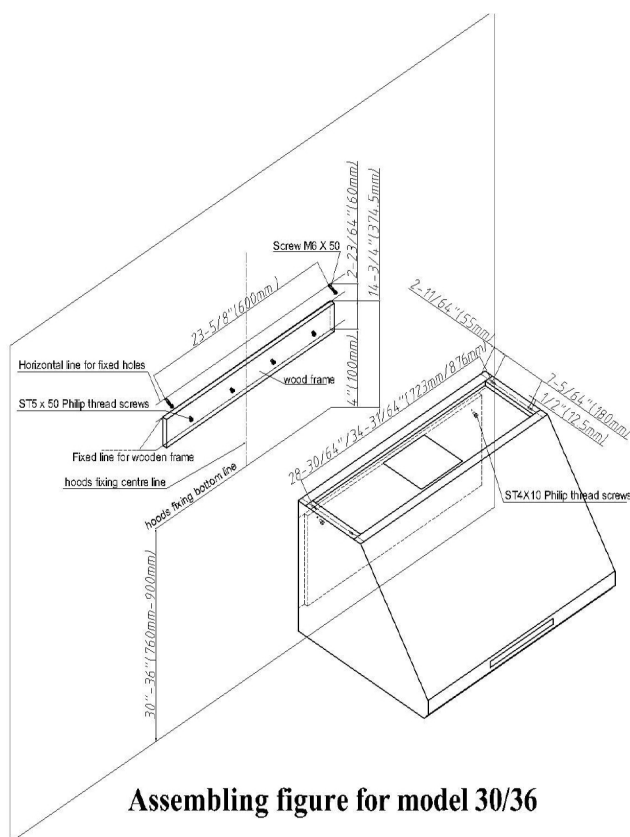 2-23/64"(60mm)
14-3/4"(374.5mm)
Screw M6 X 50
23-5/8"(600mm)
2-11/64"(55mm)
Horizontal line for fixed holes
7-5/64"(180mm)
1/2"(12.5mm)
wood frame
4"(100mm)
ST5 x 50 Philip thread screws
28-30/64"/34-31/64"(723mm/876mm)
Fixed line for wooden frame
hoods fixing centre line
hoods fixing bottom line
ST4X10 Philip thread screws
30"-36"(760mm-900mm)
Assembling figure for model 30/36